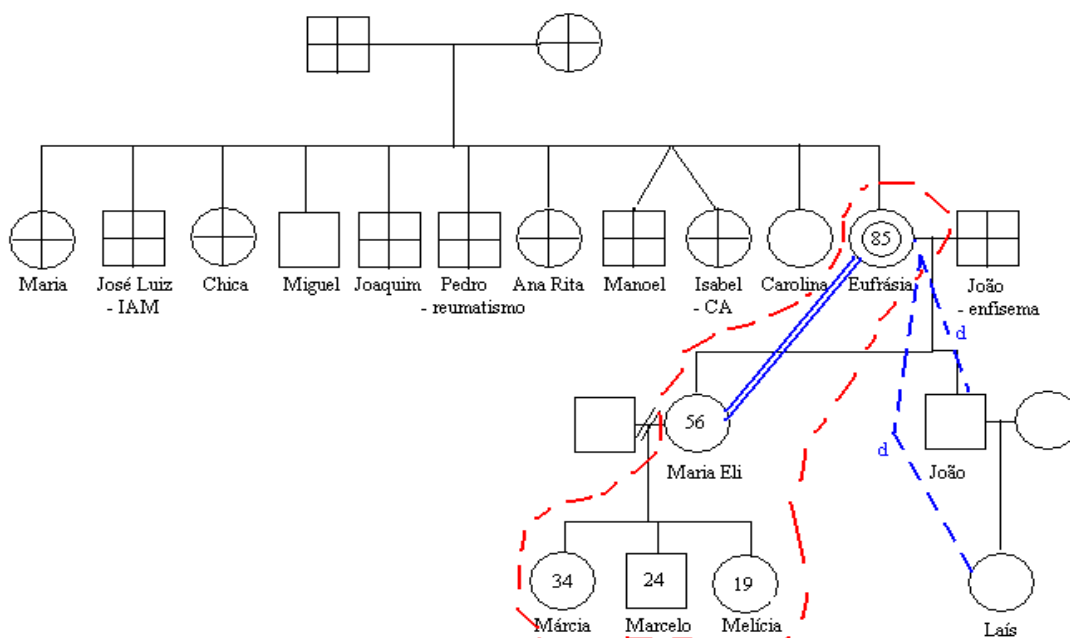 85
Maria
José Luiz
- IAM
Chica
Miguel
Joaquim
Pedro
- reumatismo
Ana Rita
Manoel
Isabel
- CA
Carolina
Eufrásia
João
- enfisema
d
d
56
Maria Eli
João
34
24
19
Márcia
Marcelo
Melícia
Laís